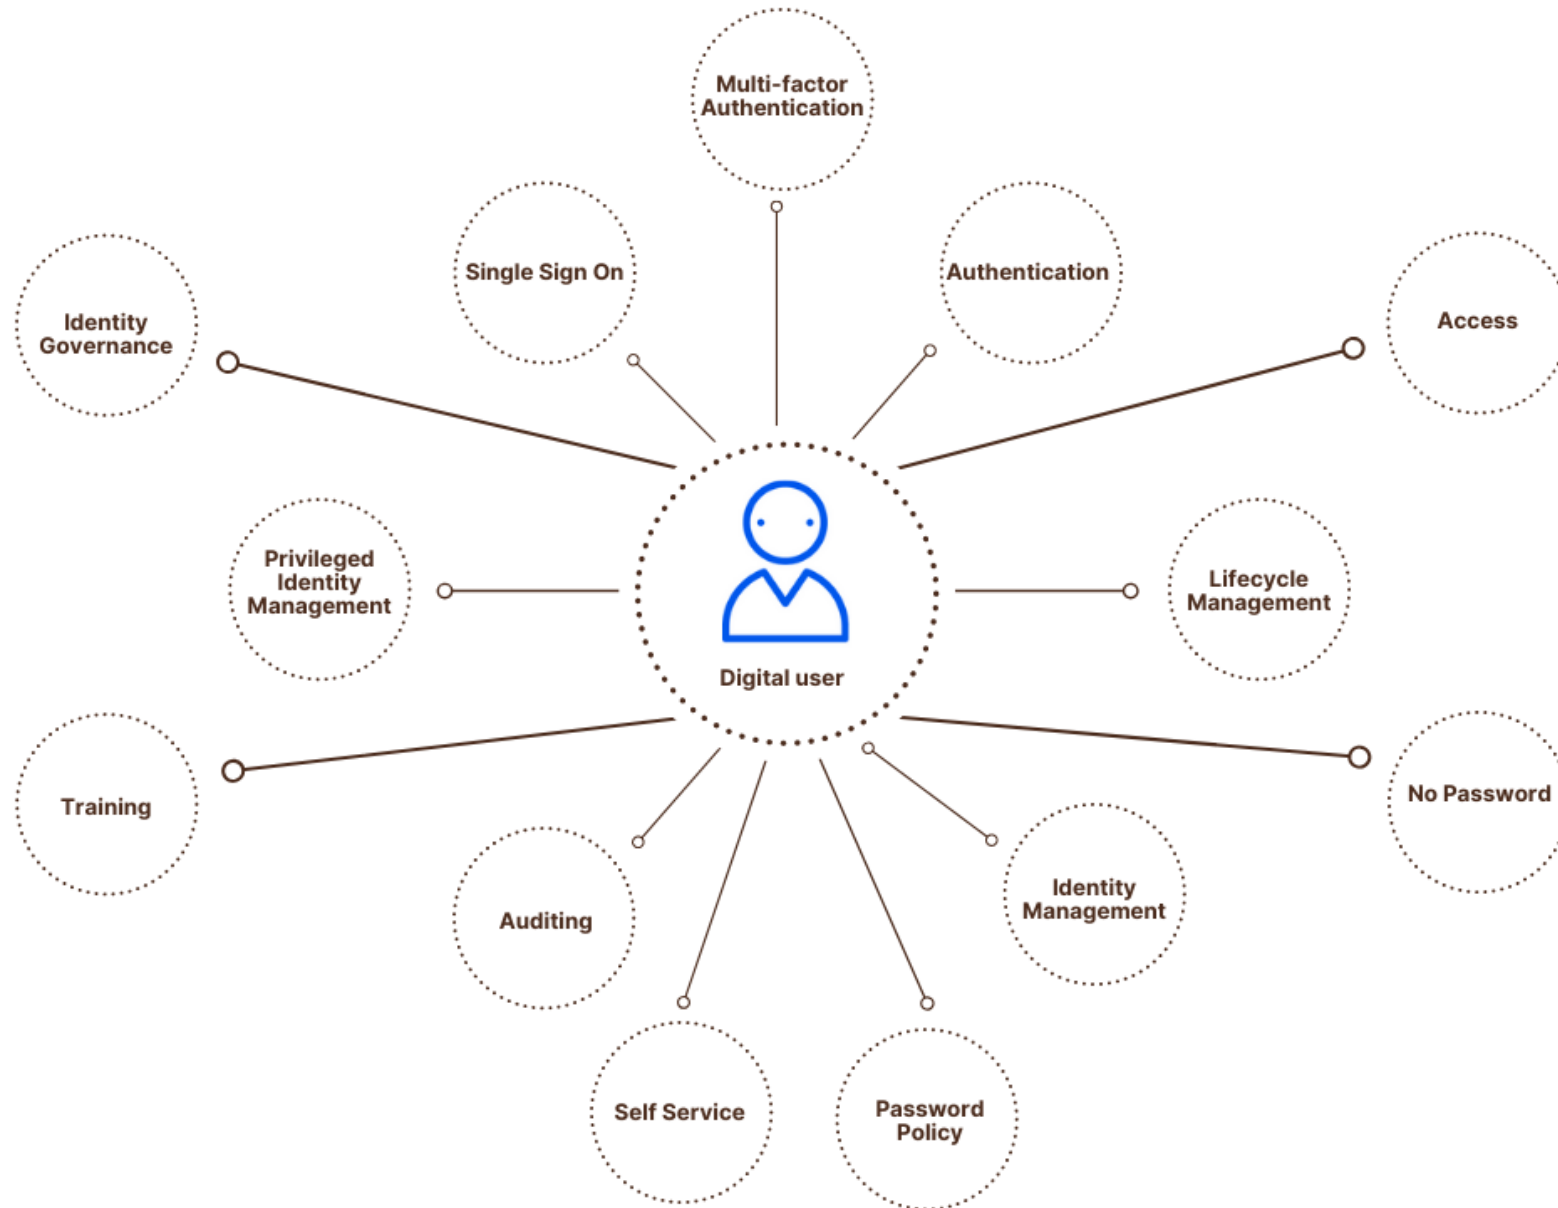 Multi-factor
Authentication
Single Sign On
Authentication
Identity
Governance
Access
Privileged
Identity
Management
Lifecycle
Management
Digital user
Training
No Password
Auditing
Identity
Management
Self Service
Password
Policy